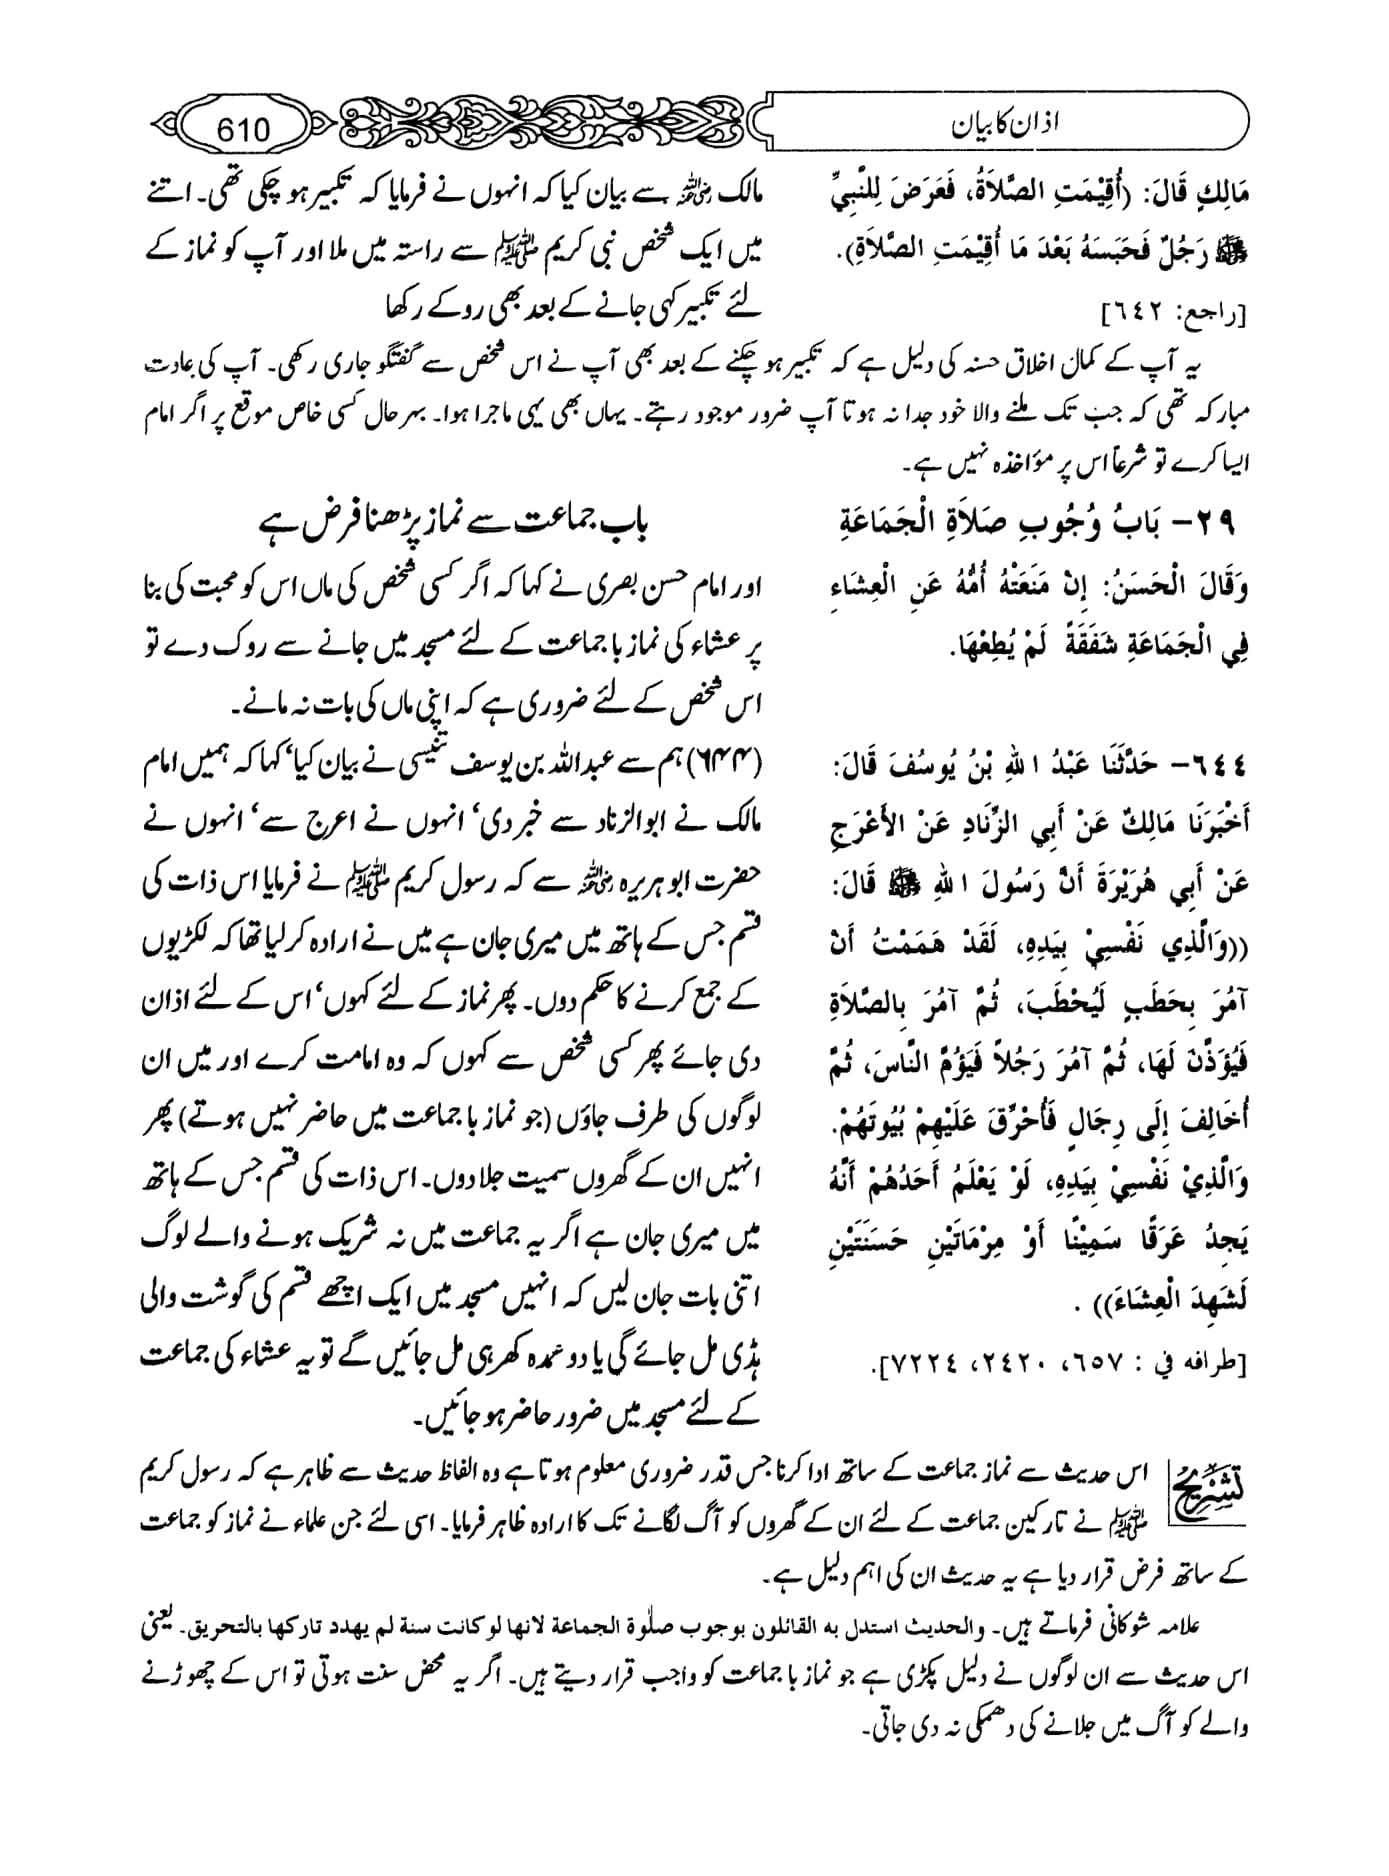 اذان کا بیان
610
مَالِكٍ قَالَ: (أُقِيْمَتِ الصَّلاَةُ، فَعَرَضَ لِلنَّبِيِّ
ﷺ رَجُلٌ فَحَبَسَهُ بَعْدَ مَا أُقِيْمَتِ الصَّلاَةِ).
[راجع: ٦٤٢]
مالک رضی اللہ عنہ سے بیان کیا کہ انہوں نے فرمایا کہ تکبیر ہو چکی تھی۔ اتنے
میں ایک شخص نبی کریم ﷺ سے راستہ میں ملا اور آپ کو نماز کے
لئے تکبیر کہی جانے کے بعد بھی روکے رکھا
یہ آپ کے کمال اخلاق حسنہ کی دلیل ہے کہ تکبیر ہو چکنے کے بعد بھی آپ نے اس شخص سے گفتگو جاری رکھی۔ آپ کی عادت
مبارکہ تھی کہ جب تک ملنے والا خود جدا نہ ہوتا آپ ضرور موجود رہتے۔ یہاں بھی یہی ماجرا ہوا۔ بہر حال کسی خاص موقع پر اگر امام
ایسا کرے تو شرعاً اس پر مؤاخذہ نہیں ہے۔
٢٩- بَابُ وُجُوبِ صَلاَةِ الْجَمَاعَةِ
وَقَالَ الْحَسَنُ: إِنْ مَنَعَتْهُ أُمُّهُ عَنِ الْعِشَاءِ
فِي الْجَمَاعَةِ شَفَقَةً لَمْ يُطِعْهَا.
باب جماعت سے نماز پڑھنا فرض ہے
اور امام حسن بصری نے کہا کہ اگر کسی شخص کی ماں اس کو محبت کی بنا
پر عشاء کی نماز با جماعت کے لئے مسجد میں جانے سے روک دے تو
اس شخص کے لئے ضروری ہے کہ اپنی ماں کی بات نہ مانے۔
٦٤٤- حَدَّثَنَا عَبْدُ اللهِ بْنُ يُوسُفَ قَالَ:
أَخْبَرَنَا مَالِكٌ عَنْ أَبِي الزِّنَادِ عَنْ الأَعْرَجِ
عَنْ أَبِي هُرَيْرَةَ أَنَّ رَسُولَ اللهِ ﷺ قَالَ:
((وَالَّذِي نَفْسِيْ بِيَدِهِ، لَقَدْ هَمَمْتُ أَنْ
آمُرَ بِحَطَبٍ لَيُحْطَبَ، ثُمَّ آمُرَ بِالصَّلاَةِ
فَيُؤَذَّنَ لَهَا، ثُمَّ آمُرَ رَجُلاً فَيَؤُمَّ النَّاسَ، ثُمَّ
أُخَالِفَ إِلَى رِجَالٍ فَأُحَرِّقَ عَلَيْهِمْ بُيُوتَهُمْ.
وَالَّذِيْ نَفْسِيْ بِيَدِهِ، لَوْ يَعْلَمُ أَحَدُهُمْ أَنَّهُ
يَجِدُ عَرَقًا سَمِيْنًا أَوْ مِرْمَاتَيْنِ حَسَنَتَيْنِ
لَشَهِدَ الْعِشَاءَ)).
[طرافه في : ٦٥٧، ٢٤٢٠، ٧٢٢٤].
(۶۴۴) ہم سے عبداللہ بن یوسف تنیسی نے بیان کیا‘ کہا کہ ہمیں امام
مالک نے ابو الزناد سے خبر دی‘ انہوں نے اعرج سے‘ انہوں نے
حضرت ابو ہریرہ رضی اللہ عنہ سے کہ رسول کریم ﷺ نے فرمایا اس ذات کی
قسم جس کے ہاتھ میں میری جان ہے میں نے ارادہ کر لیا تھا کہ لکڑیوں
کے جمع کرنے کا حکم دوں۔ پھر نماز کے لئے کہوں‘ اس کے لئے اذان
دی جائے پھر کسی شخص سے کہوں کہ وہ امامت کرے اور میں ان
لوگوں کی طرف جاؤں (جو نماز با جماعت میں حاضر نہیں ہوتے) پھر
انہیں ان کے گھروں سمیت جلا دوں۔ اس ذات کی قسم جس کے ہاتھ
میں میری جان ہے اگر یہ جماعت میں نہ شریک ہونے والے لوگ
اتنی بات جان لیں کہ انہیں مسجد میں ایک اچھے قسم کی گوشت والی
ہڈی مل جائے گی یا دو عمدہ کھر ہی مل جائیں گے تو یہ عشاء کی جماعت
کے لئے مسجد میں ضرور حاضر ہو جائیں۔
تشریح
اس حدیث سے نماز جماعت کے ساتھ ادا کرنا جس قدر ضروری معلوم ہوتا ہے وہ الفاظ حدیث سے ظاہر ہے کہ رسول کریم
ﷺ نے تارکین جماعت کے لئے ان کے گھروں کو آگ لگانے تک کا ارادہ ظاہر فرمایا۔ اسی لئے جن علماء نے نماز کو جماعت
کے ساتھ فرض قرار دیا ہے یہ حدیث ان کی اہم دلیل ہے۔
علامہ شوکانی فرماتے ہیں۔ والحديث استدل به القائلون بوجوب صلوٰة الجماعة لانها لو كانت سنة لم يهدد تاركها بالتحريق۔ یعنی
اس حدیث سے ان لوگوں نے دلیل پکڑی ہے جو نماز با جماعت کو واجب قرار دیتے ہیں۔ اگر یہ محض سنت ہوتی تو اس کے چھوڑنے
والے کو آگ میں جلانے کی دھمکی نہ دی جاتی۔